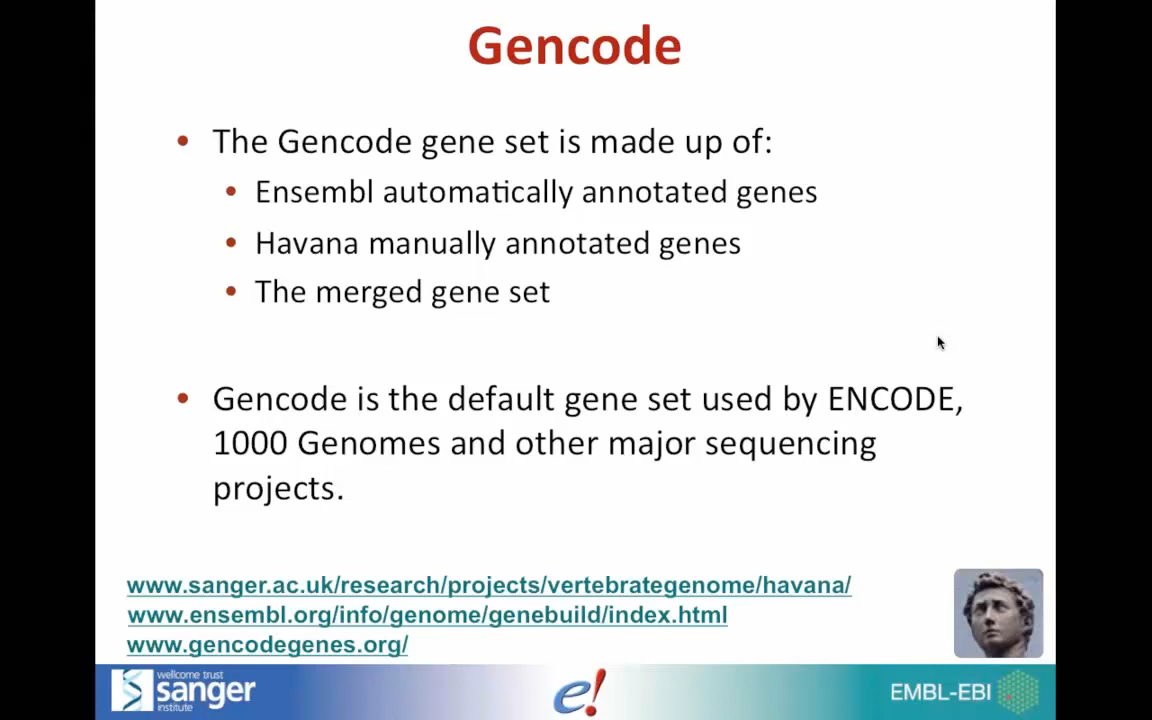 Gencode
• The Gencode gene set is made up of:
• Ensembl automatically annotated genes
• Havana manually annotated genes
• The merged gene set
• Gencode is the default gene set used by ENCODE,
1000 Genomes and other major sequencing
projects.
www.sanger.ac.uk/research/projects/vertebrategenome/havana/
www.ensembl.org/info/genome/genebuild/index.html
www.gencodegenes.org/
wellcome trust
sanger
institute
e!
EMBL-EBI